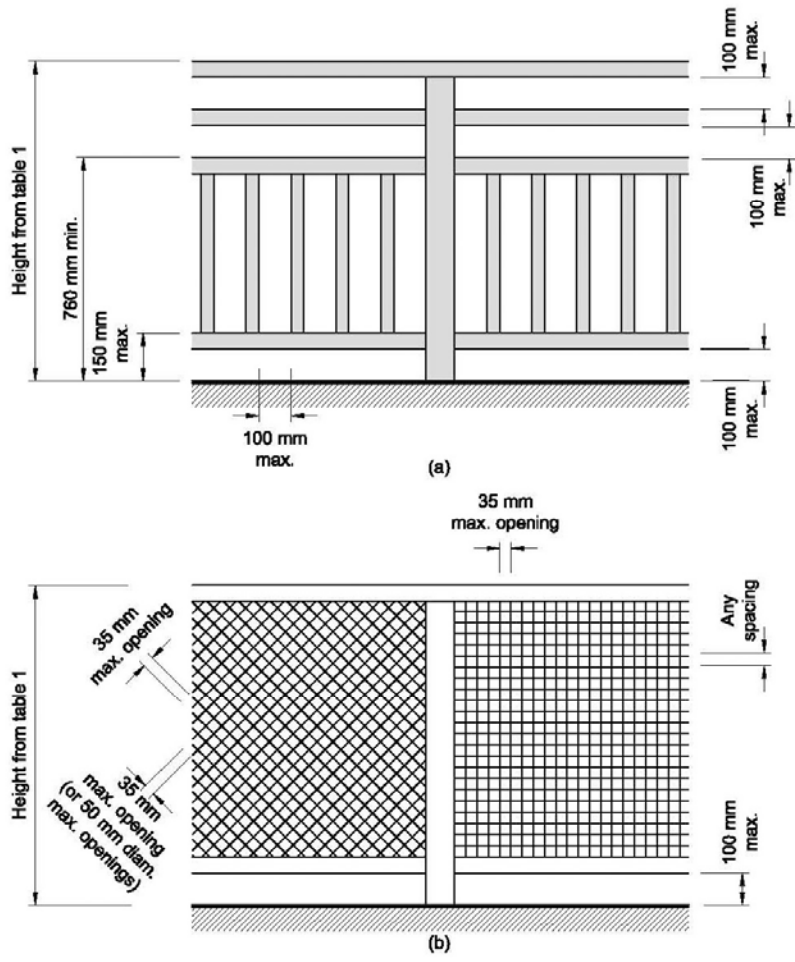 Height from table 1
760 mm min.
150 mm
max.
100 mm
max.
100 mm
max.
100 mm
max.
100 mm
max.
(a)
35 mm
max. opening
Height from table 1
35 mm
max. opening
35 mm
max. opening
(or 50 mm diam.
max. openings)
Any
spacing
100 mm
max.
(b)